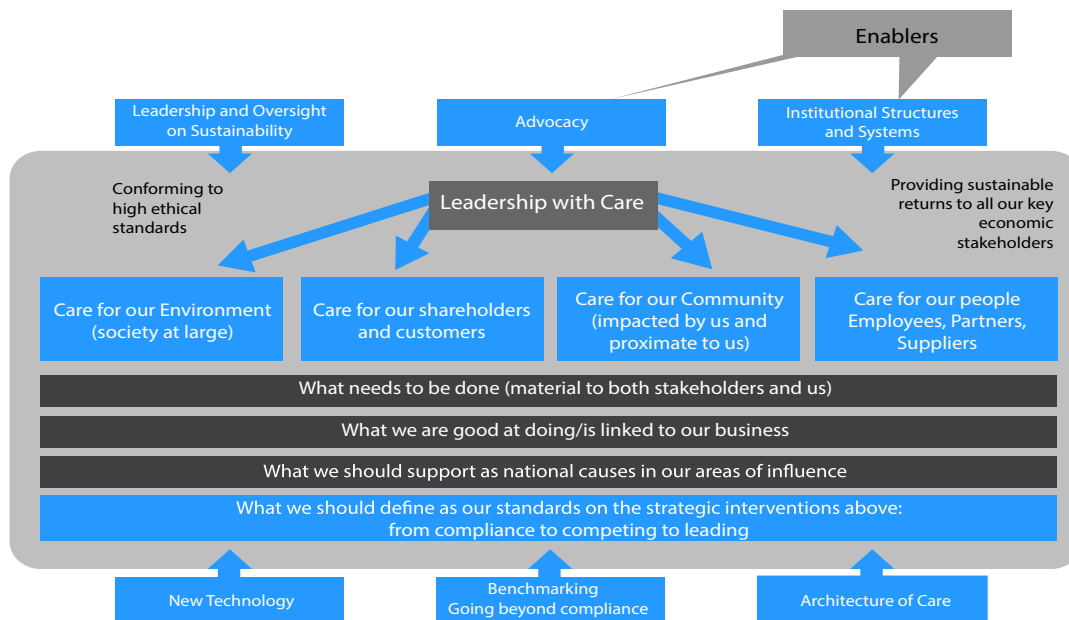 Enablers
Leadership and Oversight
on Sustainability
Advocacy
Institutional Structures
and Systems
Conforming to
high ethical
standards
Leadership with Care
Providing sustainable
returns to all our key
economic
stakeholders
Care for our Environment
(society at large)
Care for our shareholders
and customers
Care for our Community
(impacted by us and
proximate to us)
Care for our people
Employees, Partners,
Suppliers
What needs to be done (material to both stakeholders and us)
What we are good at doing/is linked to our business
What we should support as national causes in our areas of influence
What we should define as our standards on the strategic interventions above:
from compliance to competing to leading
New Technology
Benchmarking
Going beyond compliance
Architecture of Care